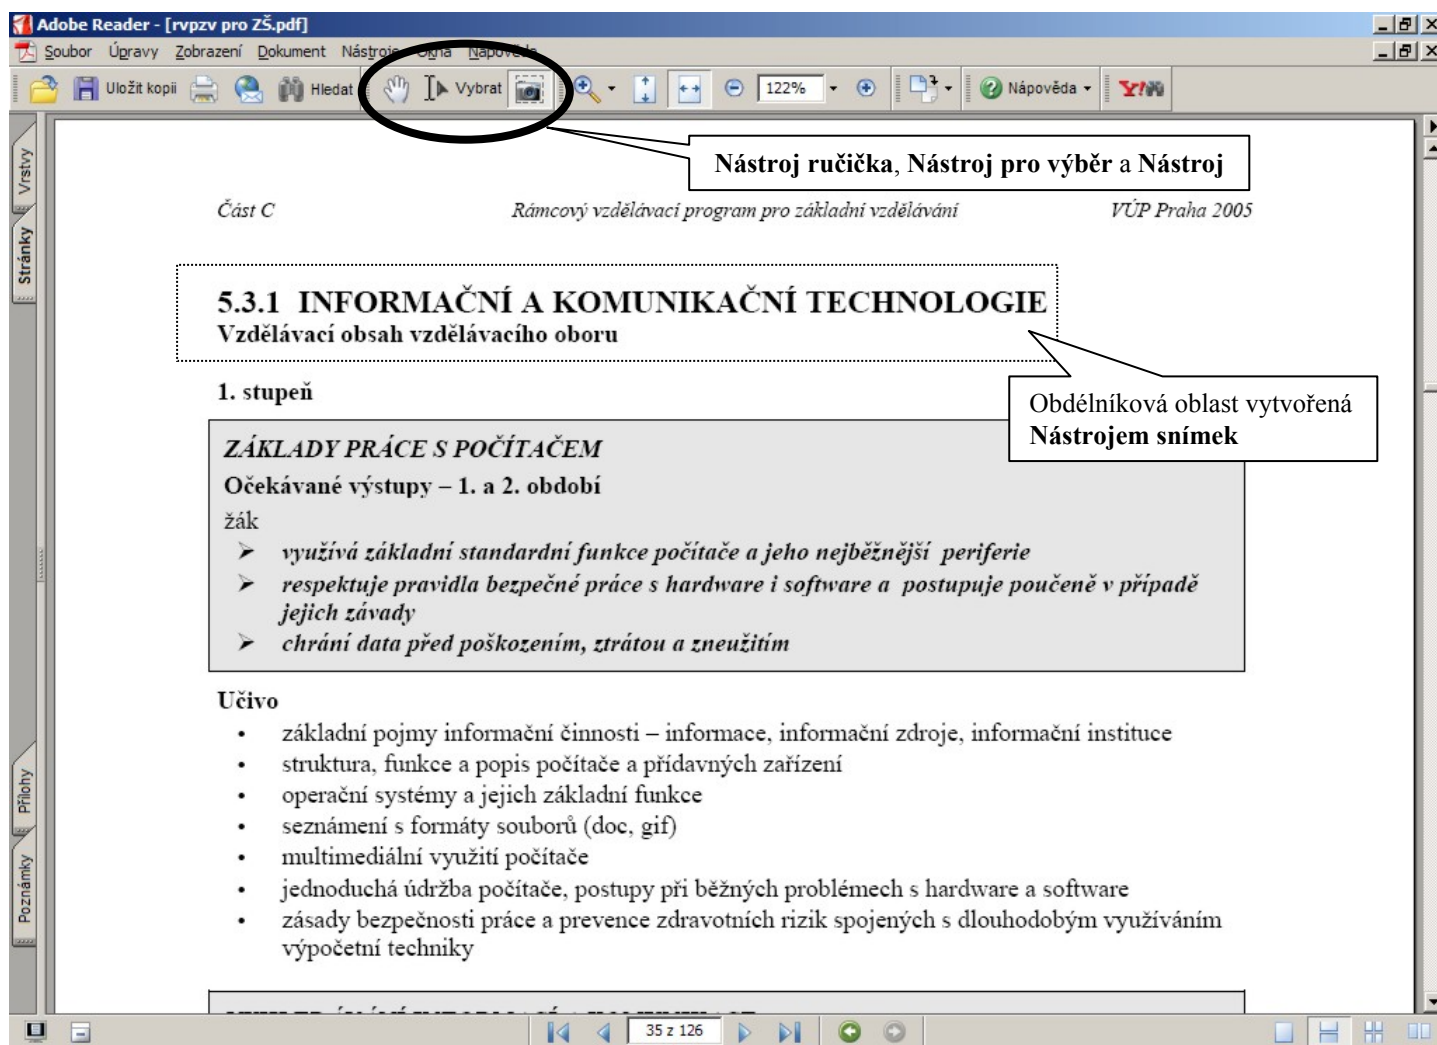 Adobe Reader - [rvpzv pro ZŠ.pdf]
Soubor Úpravy Zobrazení Dokument Nástroje Okna Nápověda
Uložit kopii Hledat Vybrat 122% Nápověda Y!
Nástroj ručička, Nástroj pro výběr a Nástroj
Vrstvy
Stránky
Přílohy
Poznámky
Část C Rámcový vzdělávací program pro základní vzdělávání VÚP Praha 2005
5.3.1 INFORMAČNÍ A KOMUNIKAČNÍ TECHNOLOGIE
Vzdělávací obsah vzdělávacího oboru
Obdélníková oblast vytvořená
Nástrojem snímek
1. stupeň
ZÁKLADY PRÁCE S POČÍTAČEM
Očekávané výstupy – 1. a 2. období
žák
➢ využívá základní standardní funkce počítače a jeho nejběžnější periferie
➢ respektuje pravidla bezpečné práce s hardware i software a postupuje poučeně v případě
jejich závady
➢ chrání data před poškozením, ztrátou a zneužitím
Učivo
• základní pojmy informační činnosti – informace, informační zdroje, informační instituce
• struktura, funkce a popis počítače a přídavných zařízení
• operační systémy a jejich základní funkce
• seznámení s formáty souborů (doc, gif)
• multimediální využití počítače
• jednoduchá údržba počítače, postupy při běžných problémech s hardware a software
• zásady bezpečnosti práce a prevence zdravotních rizik spojených s dlouhodobým využíváním
výpočetní techniky
35 z 126